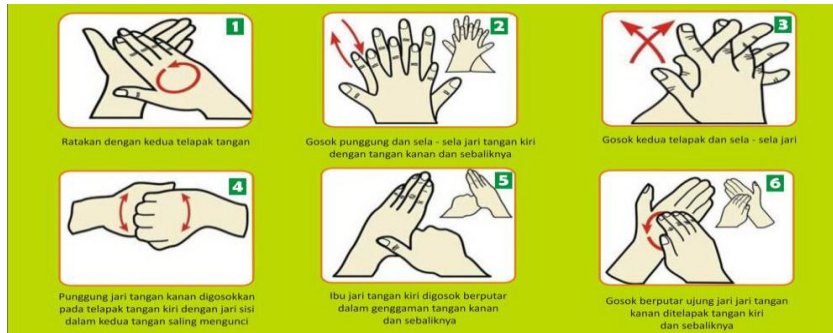 1
Ratakan dengan kedua telapak tangan
2
Gosok punggung dan sela - sela jari tangan kiri
dengan tangan kanan dan sebaliknya
3
Gosok kedua telapak dan sela - sela jari
4
Punggung jari tangan kanan digosokkan
pada telapak tangan kiri dengan jari sisi
dalam kedua tangan saling mengunci
5
Ibu jari tangan kiri digosok berputar
dalam genggaman tangan kanan
dan sebaliknya
6
Gosok berputar ujung jari jari tangan
kanan ditelapak tangan kiri
dan sebaliknya